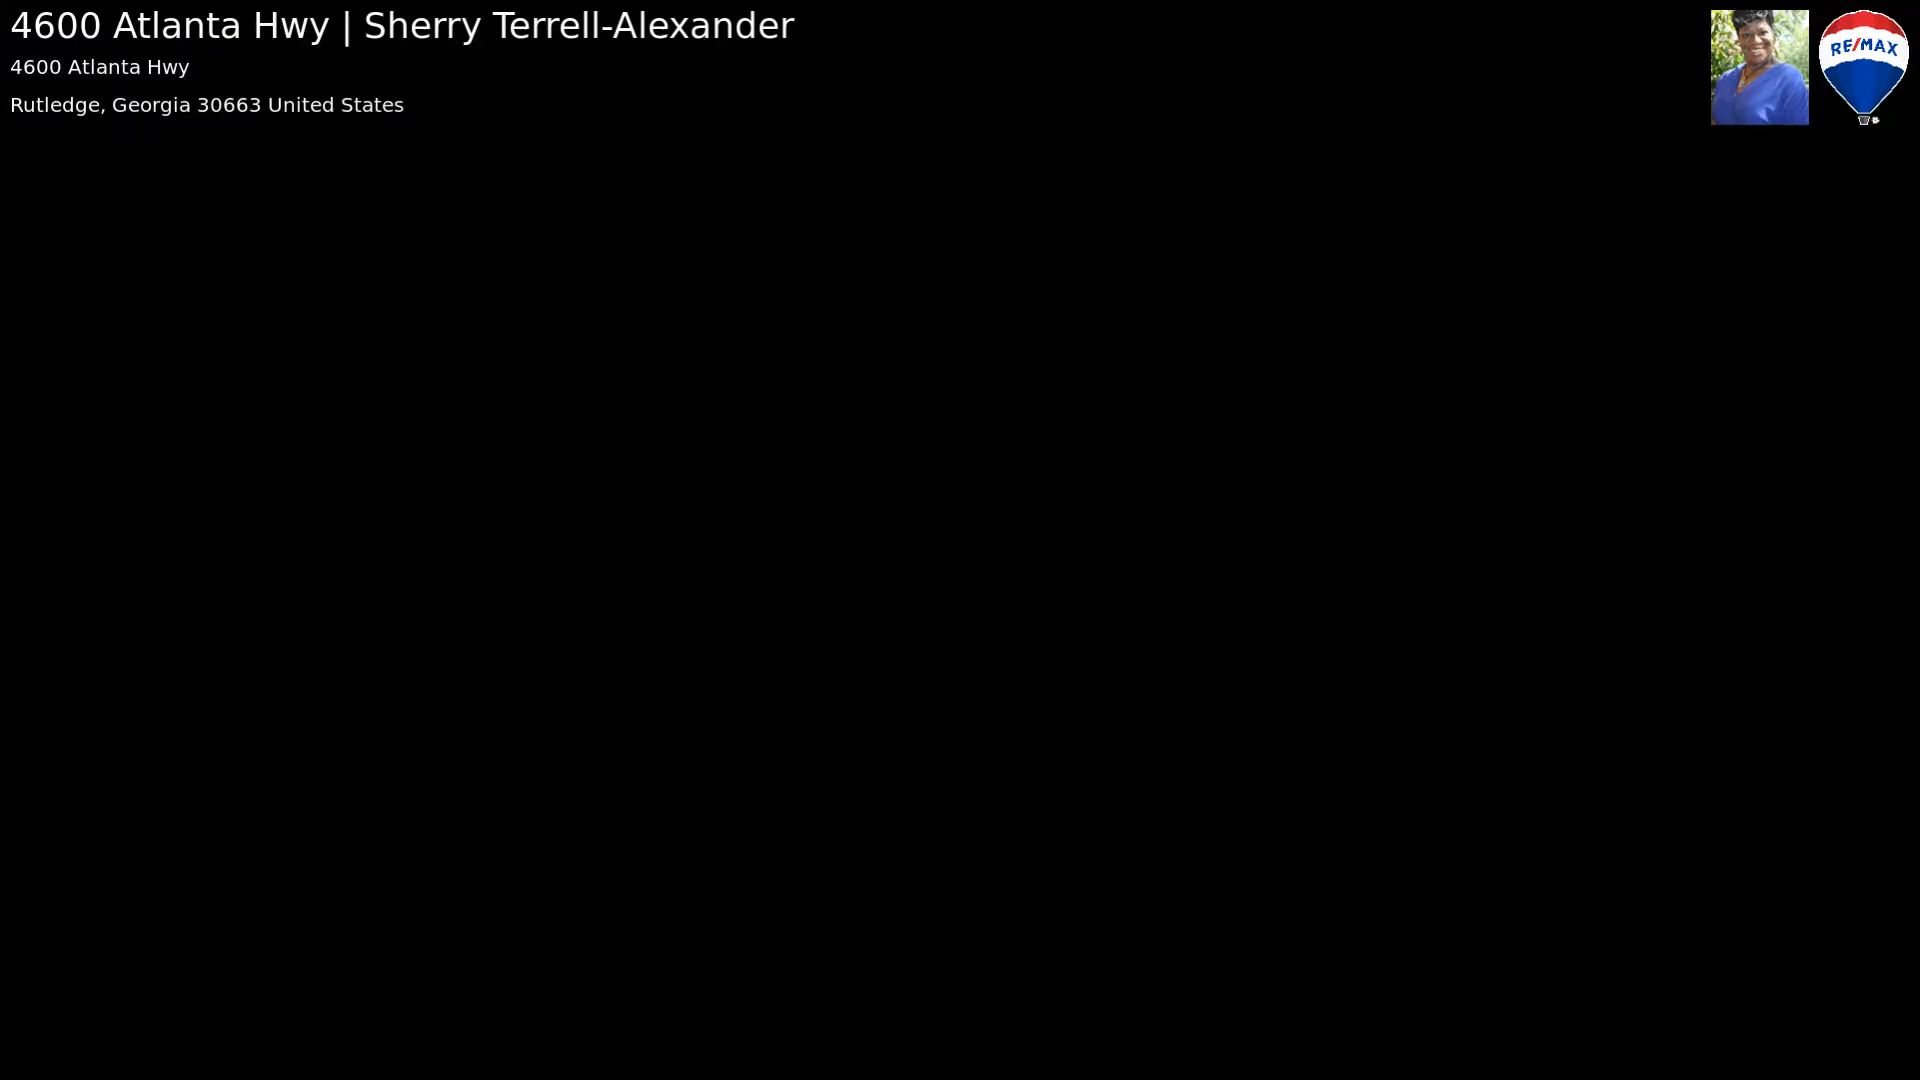 4600 Atlanta Hwy | Sherry Terrell-Alexander
4600 Atlanta Hwy
Rutledge, Georgia 30663 United States
RE/MAX